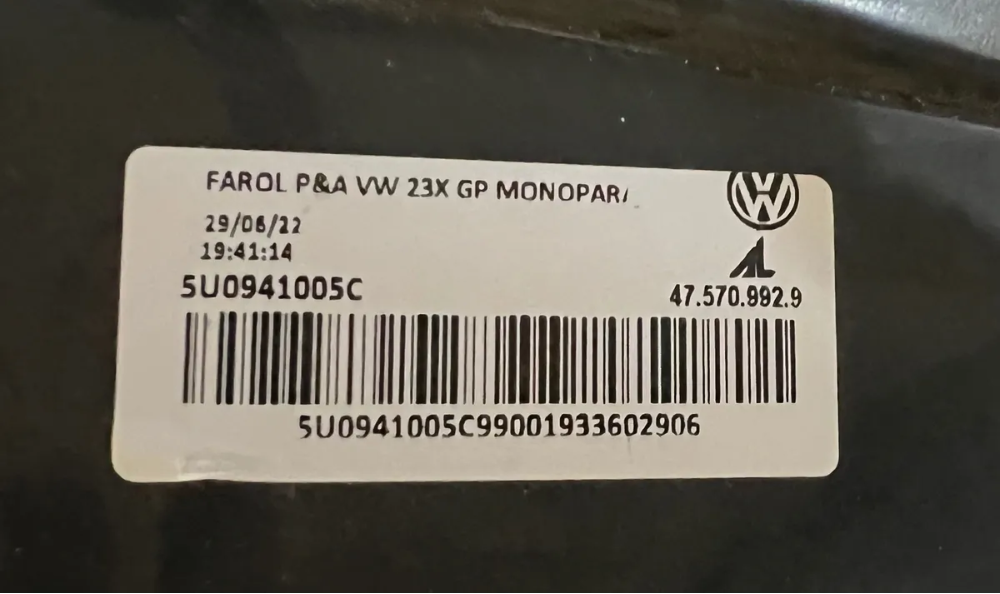 FAROL P&A VW 23X GP MONOPAR
29/06/22
19:41:14
5U0941005C
47.570.992.9
5U0941005C99001933602906